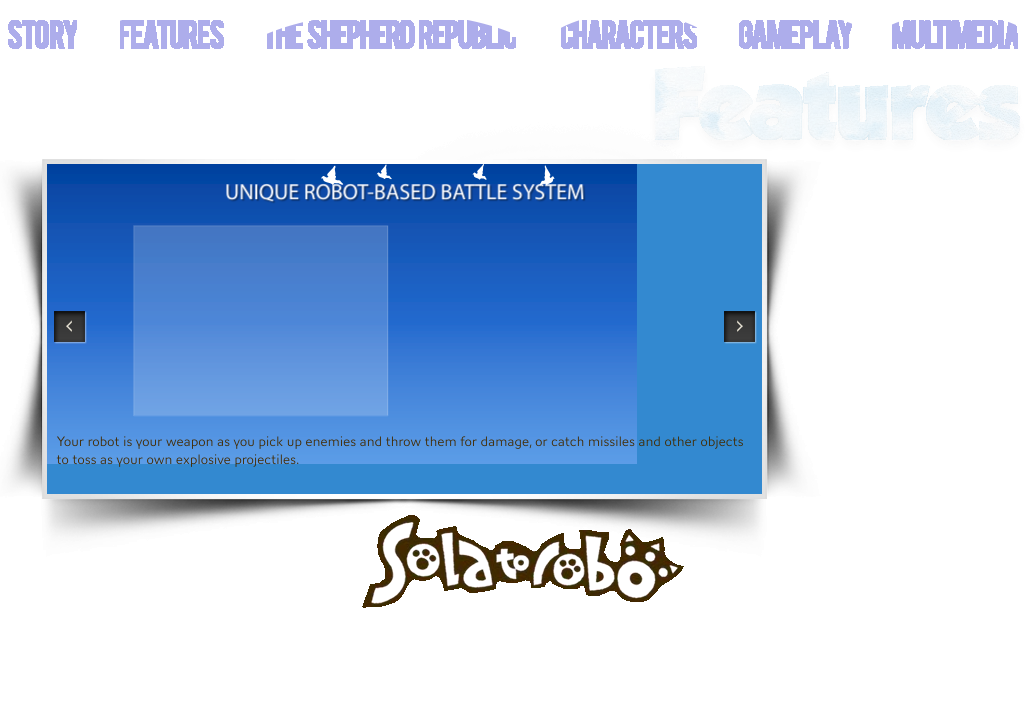 STORY FEATURES THE SHEPHERD REPUBLIC CHARACTERS GAMEPLAY MULTIMEDIA
Features
UNIQUE ROBOT-BASED BATTLE SYSTEM
Your robot is your weapon as you pick up enemies and throw them for damage, or catch missiles and other objects
to toss as your own explosive projectiles.
Solatorobo